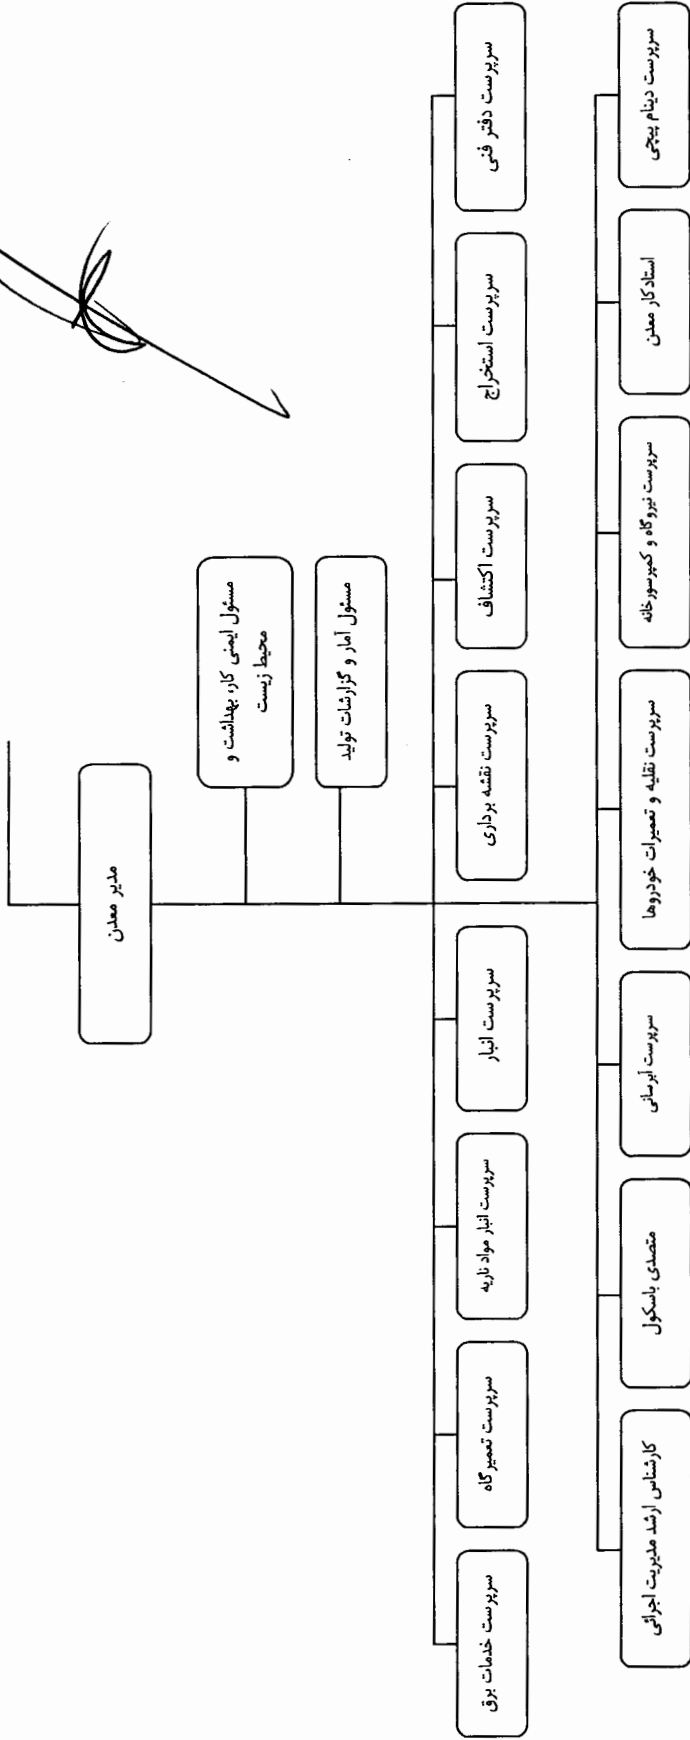 مدیر معدن
مسئول ایمنی کار، بهداشت و
محیط زیست
مسئول آمار و گزارشات تولید
سرپرست دفتر فنی
سرپرست استخراج
سرپرست اکتشاف
سرپرست نقشه برداری
سرپرست انبار
سرپرست انبار مواد ناریه
سرپرست تعمیرگاه
سرپرست خدمات برق
سرپرست دینام پیچی
استادکار معدن
سرپرست نیروگاه و کمپرسورخانه
سرپرست نقلیه و تعمیرات خودروها
سرپرست آبرسانی
متصدی باسکول
کارشناس ارشد مدیریت اجرائی